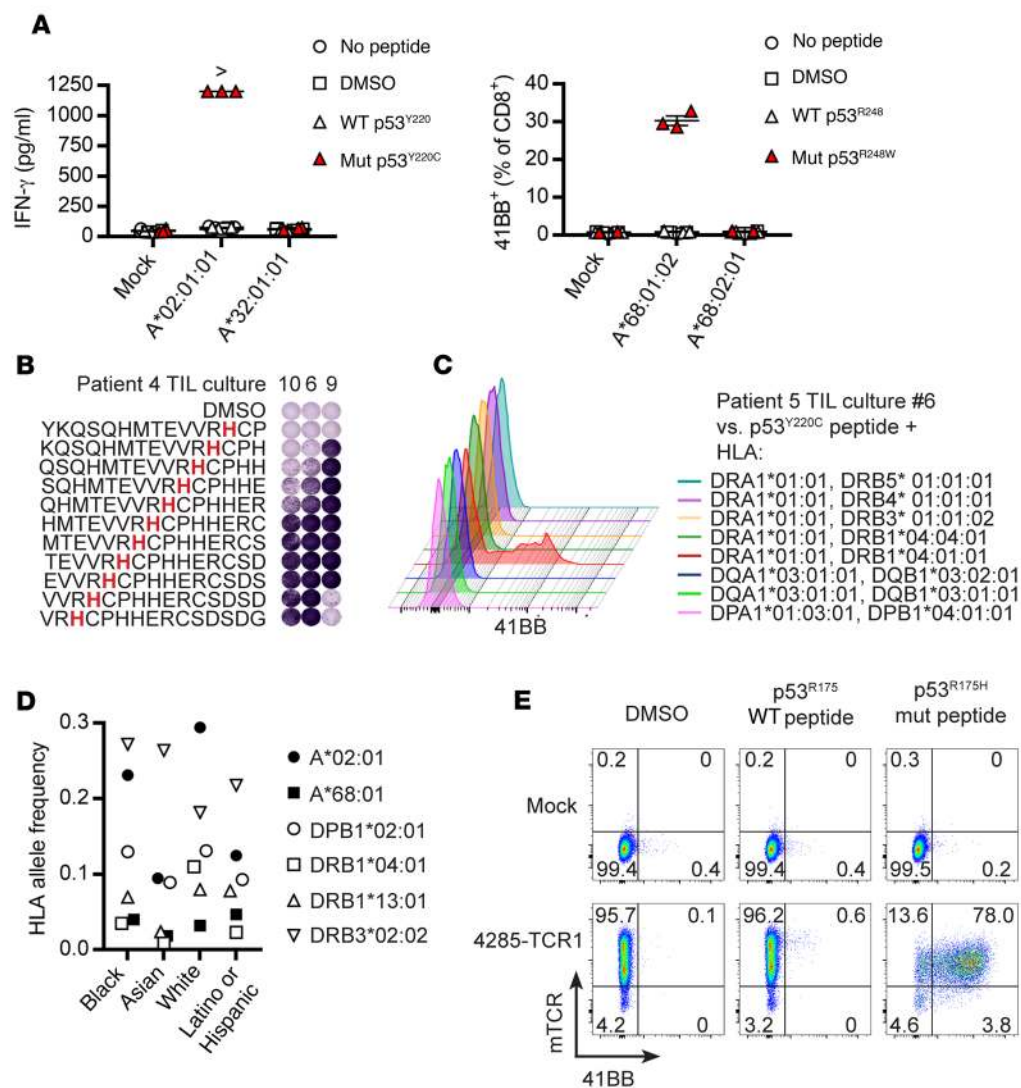 A
IFN-γ (pg/ml)
1250
1000
750
500
250
0
>
Mock
A*02:01:01
A*32:01:01
No peptide
DMSO
WT p53Y220
Mut p53Y220C
41BB+ (% of CD8+)
40
30
20
10
0
Mock
A*68:01:02
A*68:02:01
No peptide
DMSO
WT p53R248
Mut p53R248W
B
Patient 4 TIL culture 10 6 9
DMSO
YKQSQHMTEVVRHCP
KQSQHMTEVVRHCPH
QSQHMTEVVRHCPHH
SQHMTEVVRHCPHHE
QHMTEVVRHCPHHER
HMTEVVRHCPHHERC
MTEVVRHCPHHERCS
TEVVRHCPHHERCSD
EVVRHCPHHERCSDS
VVRHCPHHERCSDSD
VRHCPHHERCSDSDG
C
41BB
Patient 5 TIL culture #6
vs. p53Y220C peptide +
HLA:
DRA1*01:01, DRB5* 01:01:01
DRA1*01:01, DRB4* 01:01:01
DRA1*01:01, DRB3* 01:01:02
DRA1*01:01, DRB1*04:04:01
DRA1*01:01, DRB1*04:01:01
DQA1*03:01:01, DQB1*03:02:01
DQA1*03:01:01, DQB1*03:01:01
DPA1*01:03:01, DPB1*04:01:01
D
HLA allele frequency
0.3
0.2
0.1
0.0
Black
Asian
White
Latino or
Hispanic
A*02:01
A*68:01
DPB1*02:01
DRB1*04:01
DRB1*13:01
DRB3*02:02
E
DMSO
p53R175
WT peptide
p53R175H
mut peptide
Mock
0.2 0
99.4 0.4
0.2 0
99.4 0.4
0.3 0
99.5 0.2
4285-TCR1
95.7 0.1
4.2 0
96.2 0.6
3.2 0
13.6 78.0
4.6 3.8
mTCR
41BB